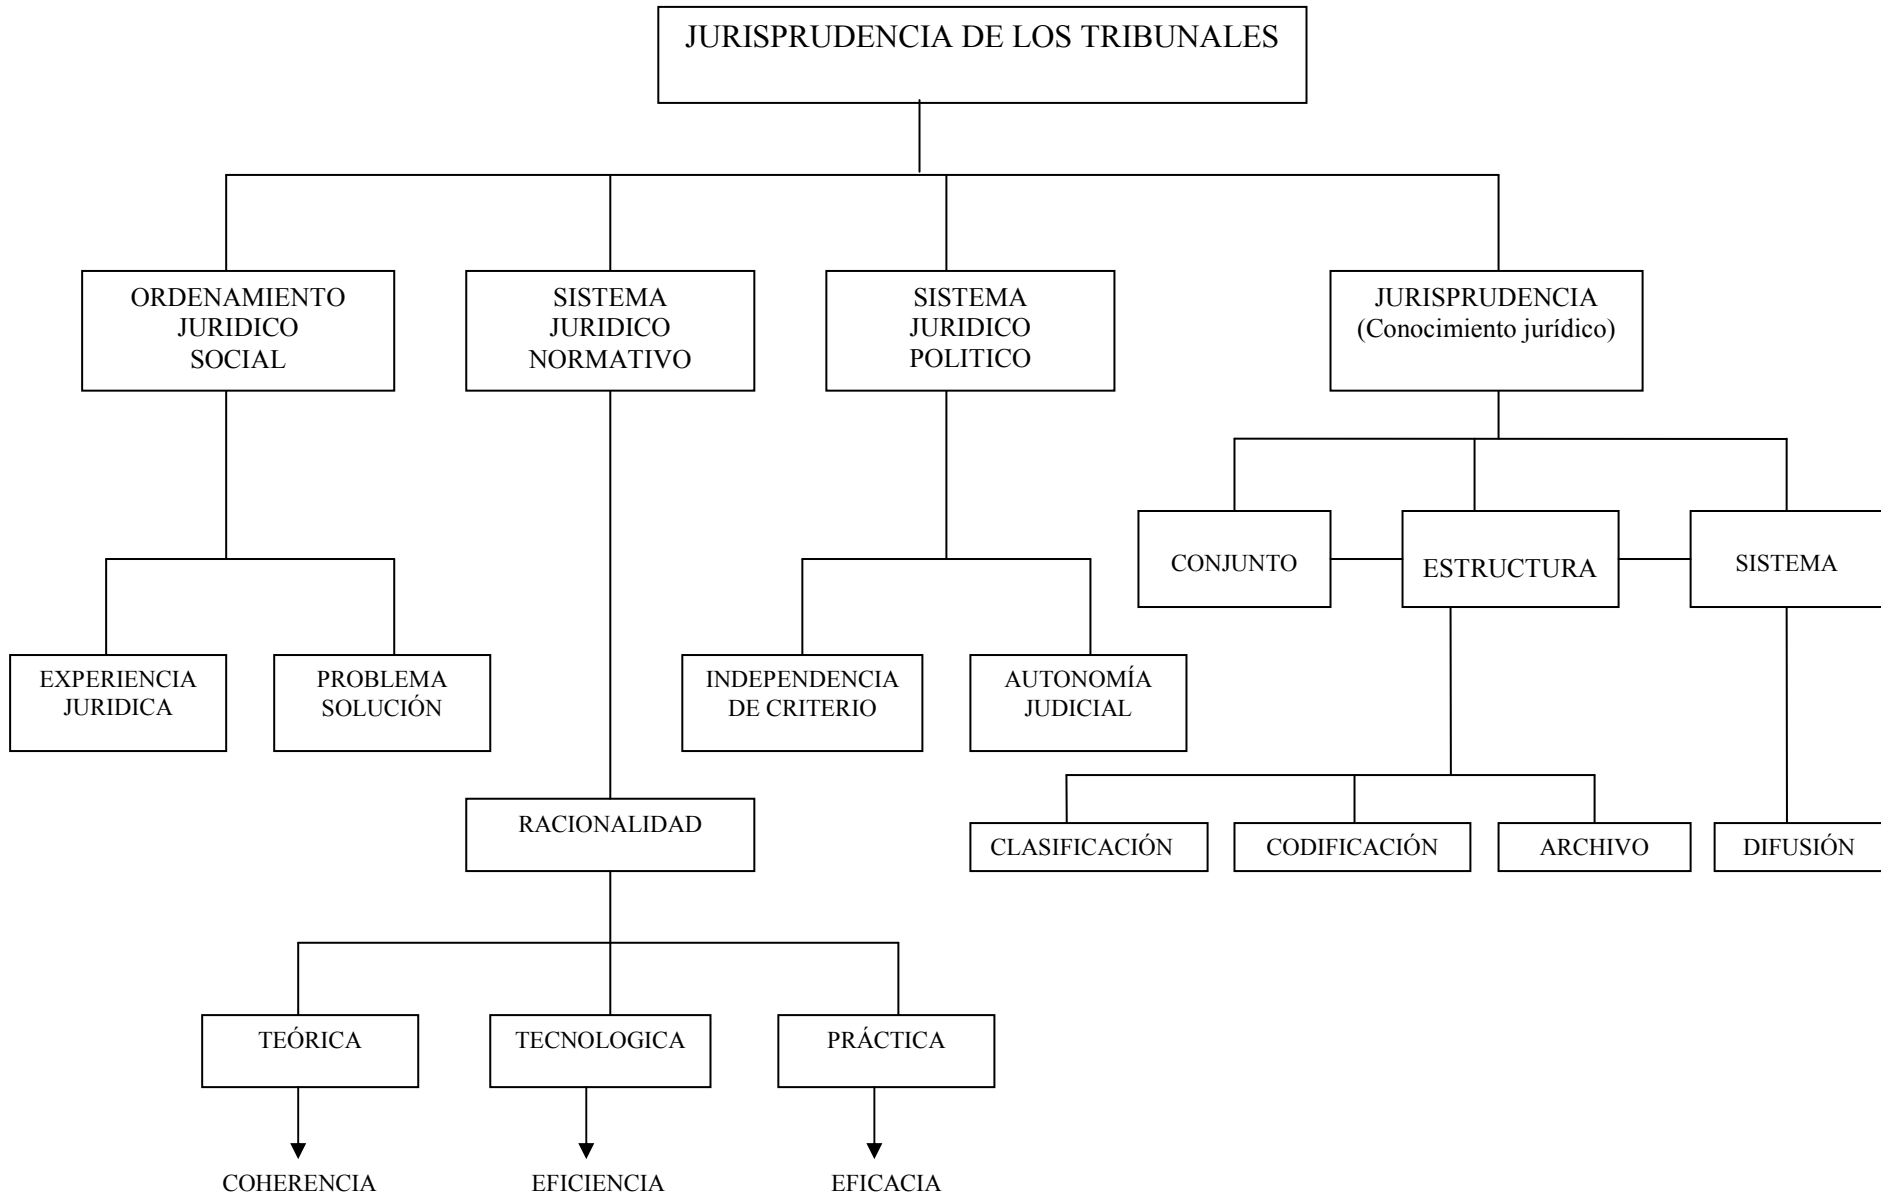 JURISPRUDENCIA DE LOS TRIBUNALES
ORDENAMIENTO
JURIDICO
SOCIAL
SISTEMA
JURIDICO
NORMATIVO
SISTEMA
JURIDICO
POLITICO
JURISPRUDENCIA
(Conocimiento jurídico)
CONJUNTO
ESTRUCTURA
SISTEMA
EXPERIENCIA
JURIDICA
PROBLEMA
SOLUCIÓN
INDEPENDENCIA
DE CRITERIO
AUTONOMÍA
JUDICIAL
RACIONALIDAD
CLASIFICACIÓN
CODIFICACIÓN
ARCHIVO
DIFUSIÓN
TEÓRICA
TECNOLOGICA
PRÁCTICA
COHERENCIA
EFICIENCIA
EFICACIA